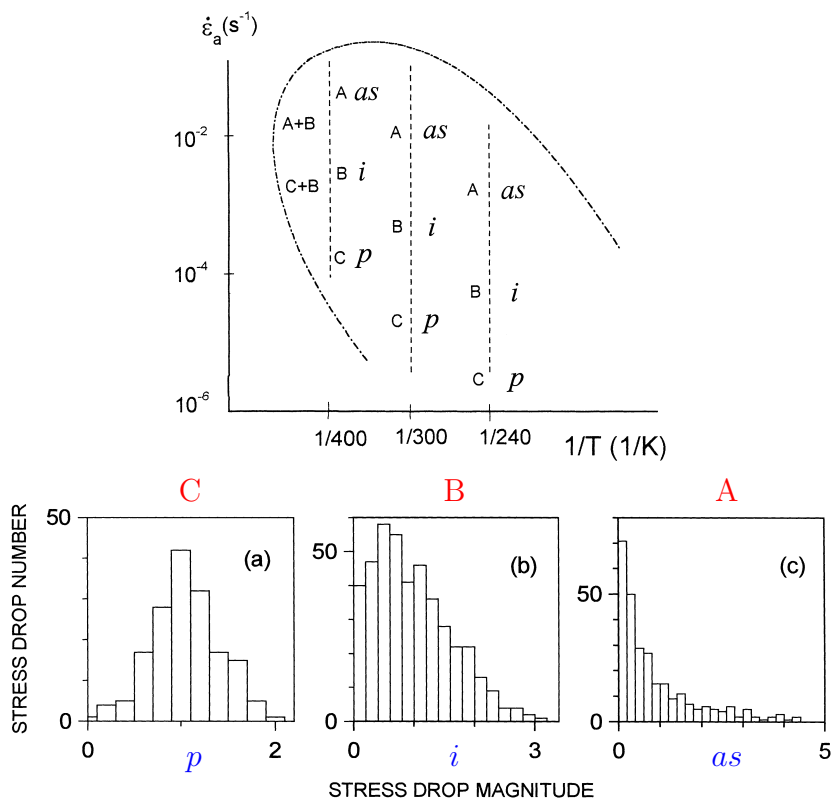 ε̇ₐ(s⁻¹)
A as
A+B A as
10⁻²
B i
C+B A as
B i
C p
10⁻⁴
B i
C p
C p
10⁻⁶
1/400 1/300 1/240 1/T (1/K)
C B A
50 (a) 50 (b) 50 (c)
STRESS DROP NUMBER
0 0 0
0 2 0 3 0 5
p i as
STRESS DROP MAGNITUDE